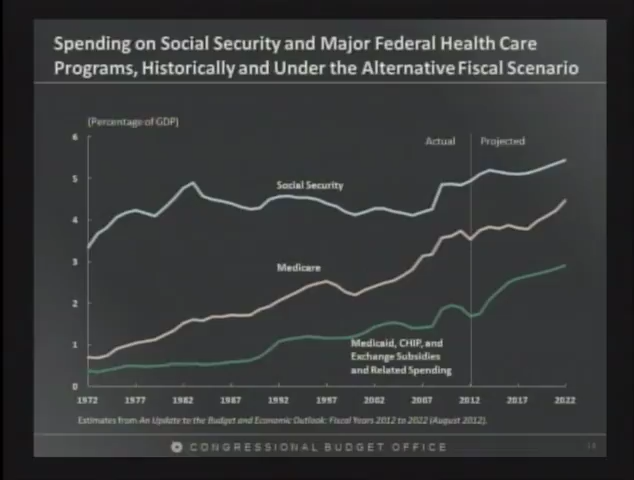 Spending on Social Security and Major Federal Health Care
Programs, Historically and Under the Alternative Fiscal Scenario
(Percentage of GDP)
Actual
Projected
6
5
4
3
2
1
0
Social Security
Medicare
Medicaid, CHIP, and
Exchange Subsidies
and Related Spending
1972 1977 1982 1987 1992 1997 2002 2007 2012 2017 2022
Estimates from An Update to the Budget and Economic Outlook: Fiscal Years 2012 to 2022 (August 2012).
CONGRESSIONAL BUDGET OFFICE